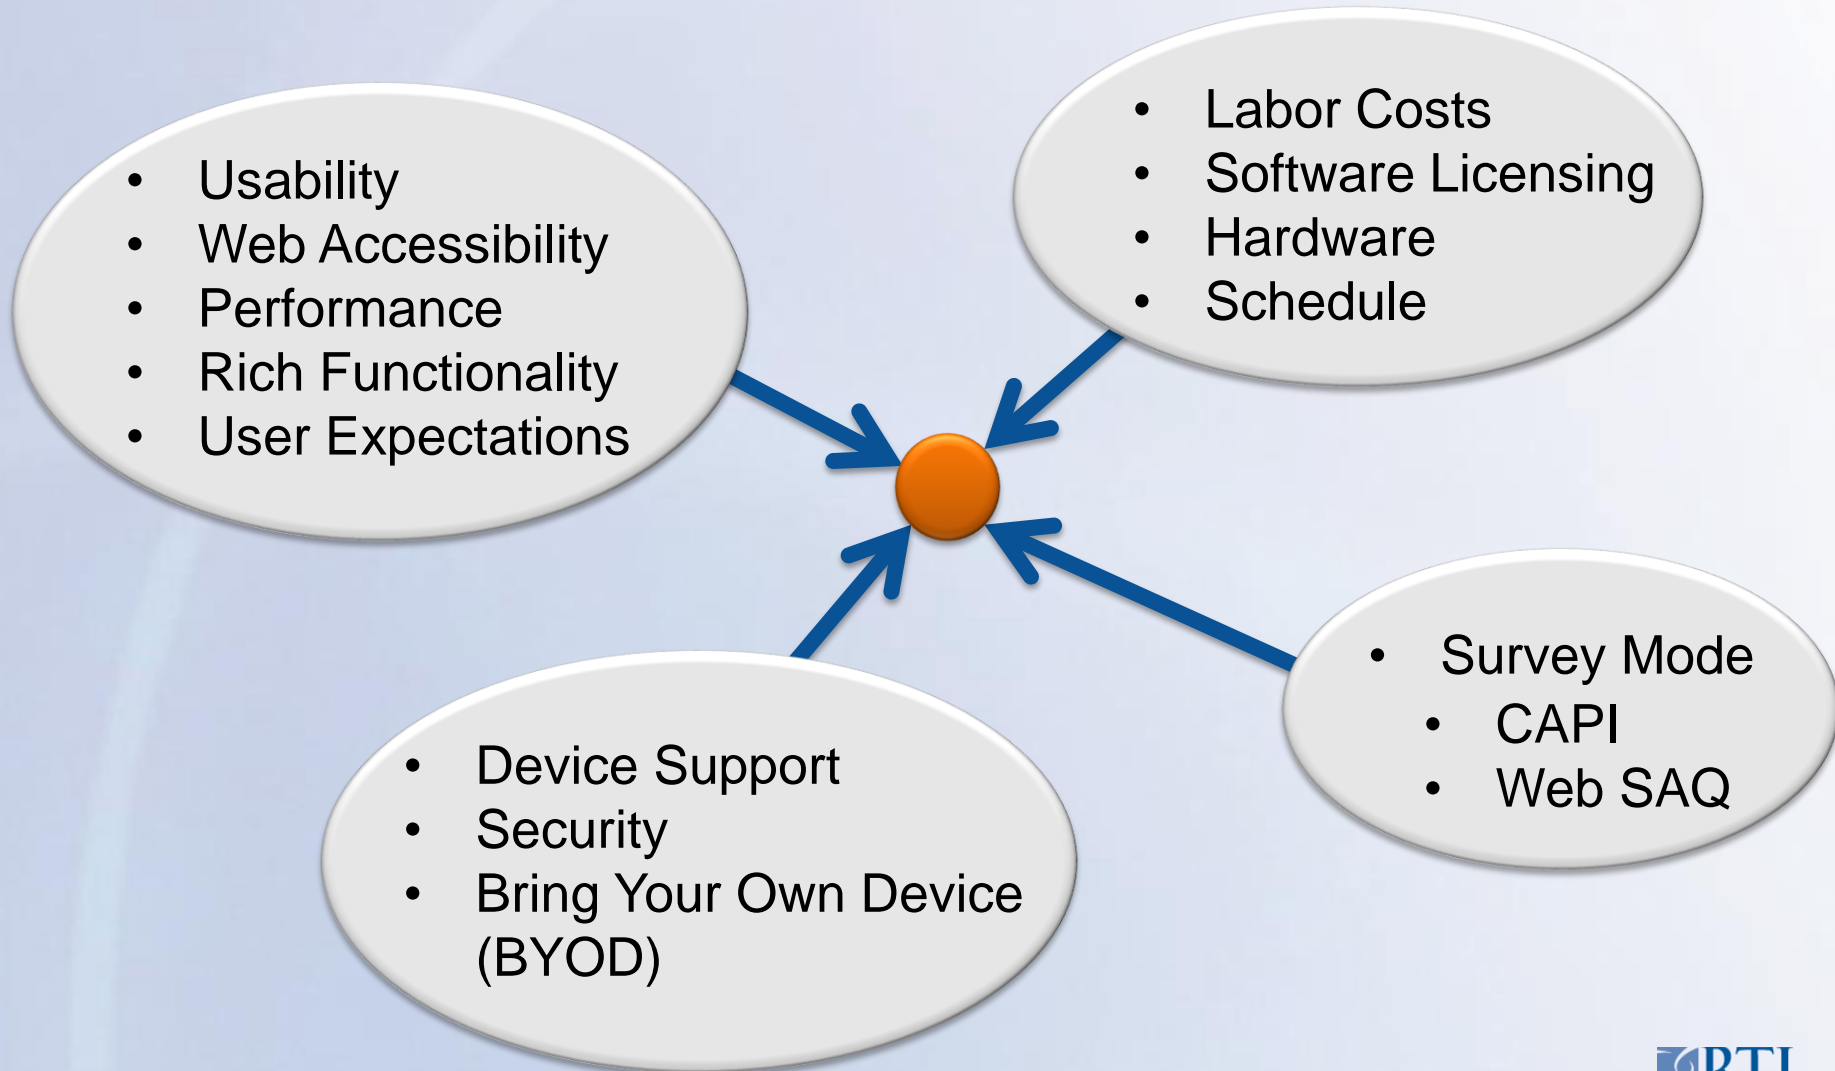 • Usability
• Web Accessibility
• Performance
• Rich Functionality
• User Expectations
• Labor Costs
• Software Licensing
• Hardware
• Schedule
• Device Support
• Security
• Bring Your Own Device
(BYOD)
• Survey Mode
• CAPI
• Web SAQ
RTI